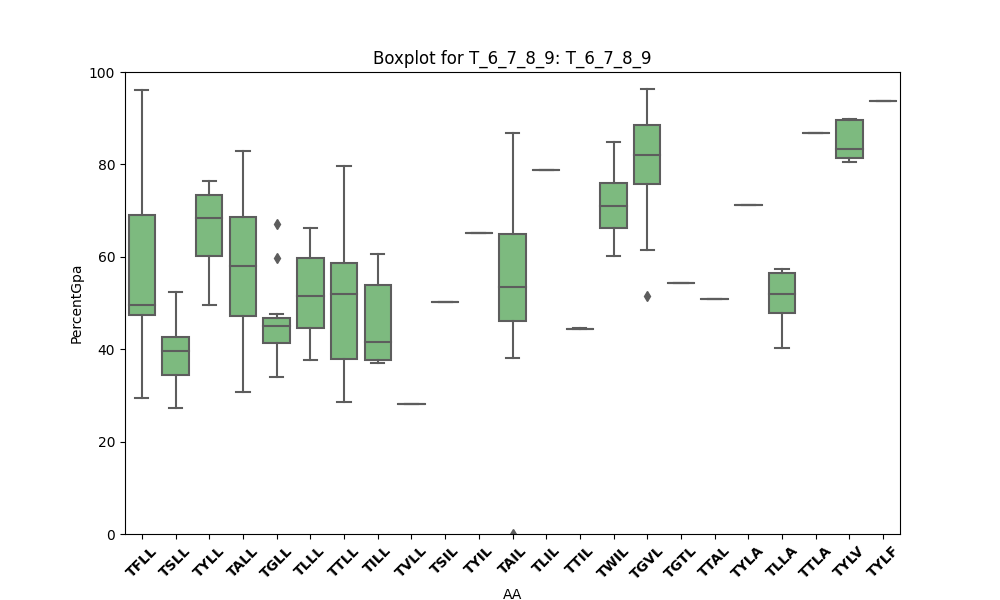 Boxplot for T_6_7_8_9: T_6_7_8_9
100
80
60
40
20
0
PercentGpa
TFLL TSLL TYLL TALL TGLL TLLL TTLL TILL TVLL TSIL TYIL TAIL TLIL TTIL TWIL TGVL TGTL TTAL TYLA TLLA TTLA TYLV TYLF
AA